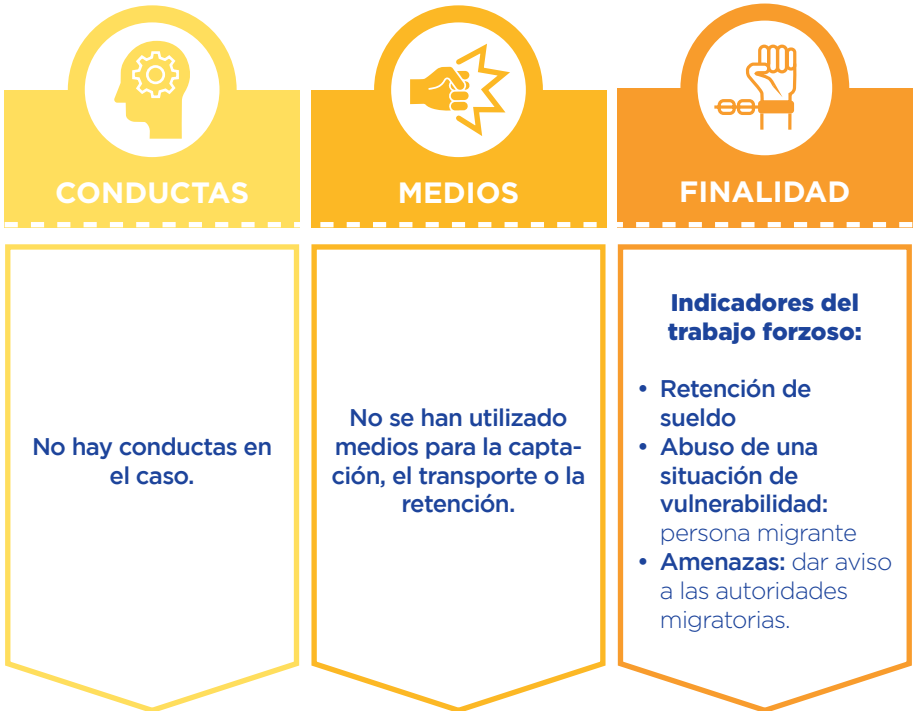 CONDUCTAS
No hay conductas en
el caso.
MEDIOS
No se han utilizado
medios para la capta-
ción, el transporte o la
retención.
FINALIDAD
Indicadores del
trabajo forzoso:
• Retención de
sueldo
• Abuso de una
situación de
vulnerabilidad:
persona migrante
• Amenazas: dar aviso
a las autoridades
migratorias.